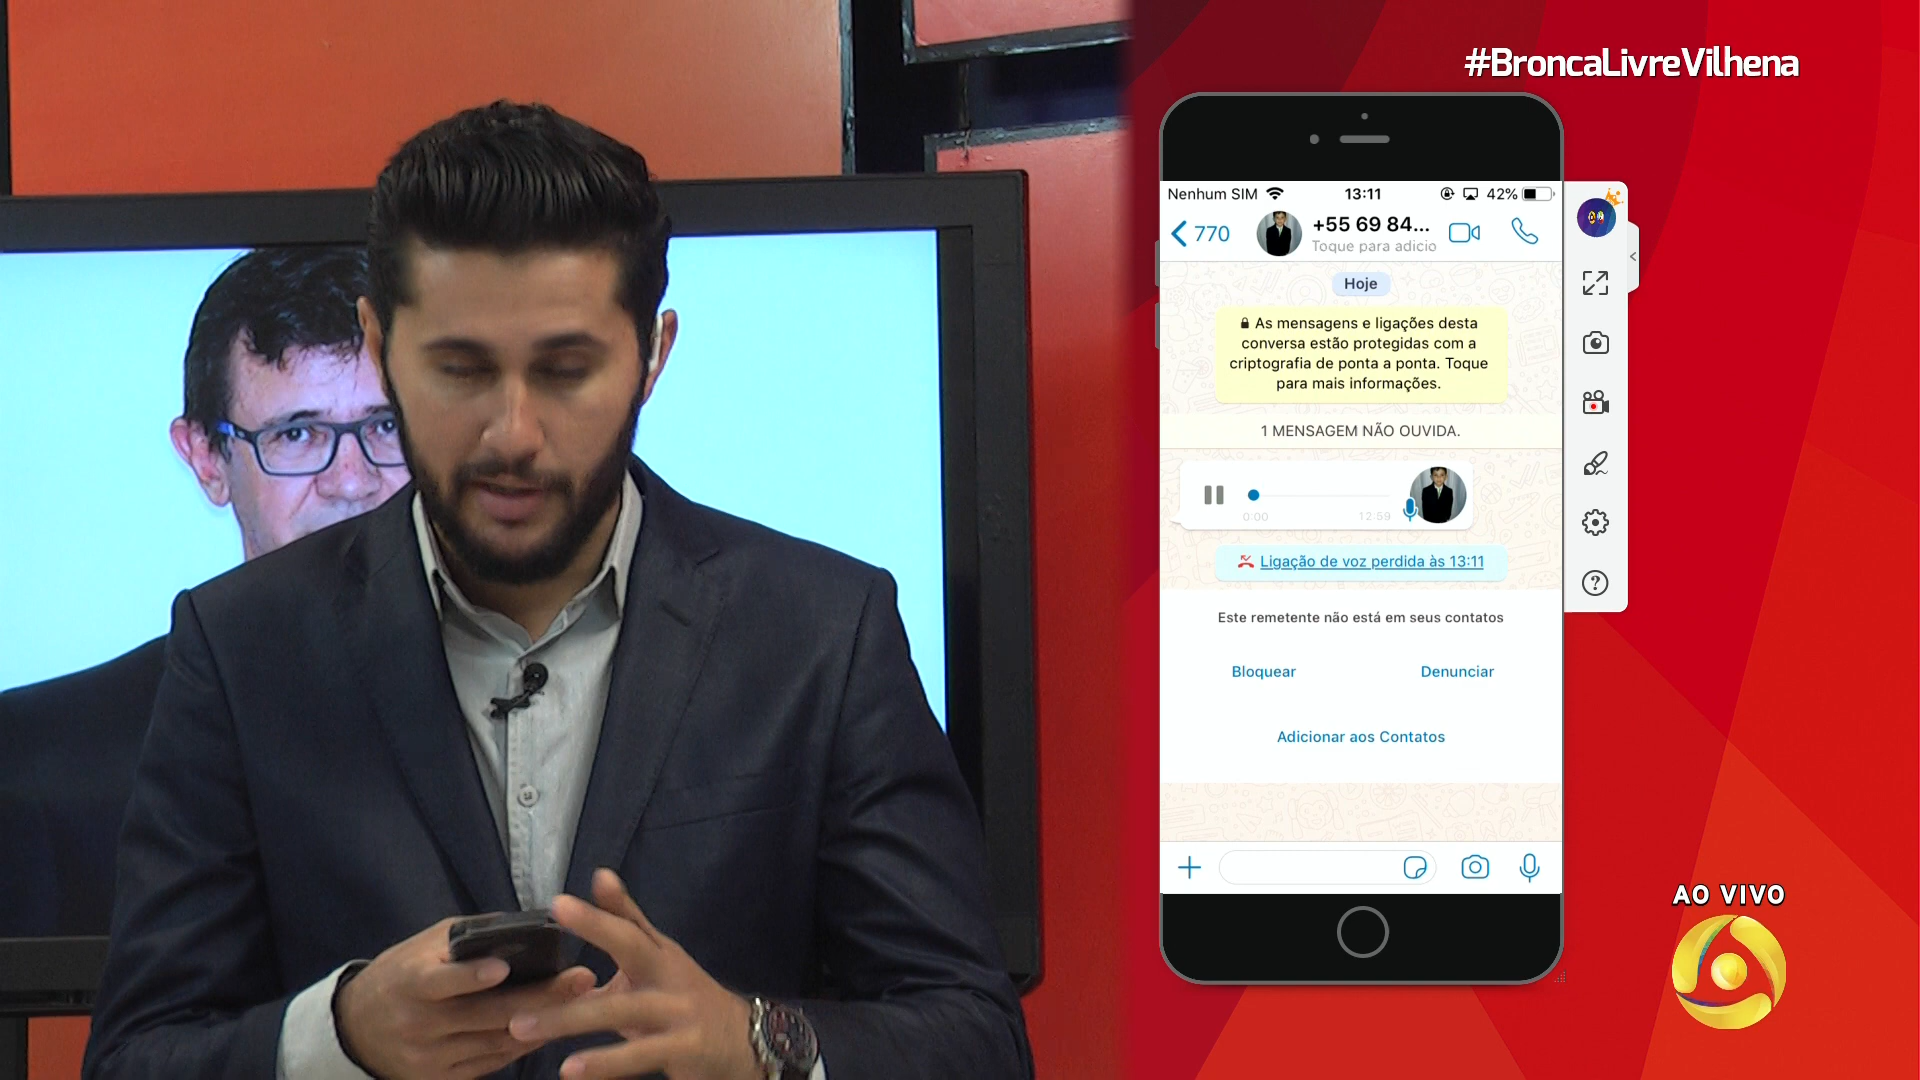 #BroncaLivreVilhena
Nenhum SIM 13:11 42%
770 +55 69 84...
Toque para adicio
Hoje
As mensagens e ligações desta
conversa estão protegidas com a
criptografia de ponta a ponta. Toque
para mais informações.
1 MENSAGEM NÃO OUVIDA.
0:00 12:59
Ligação de voz perdida às 13:11
Este remetente não está em seus contatos
Bloquear Denunciar
Adicionar aos Contatos
AO VIVO